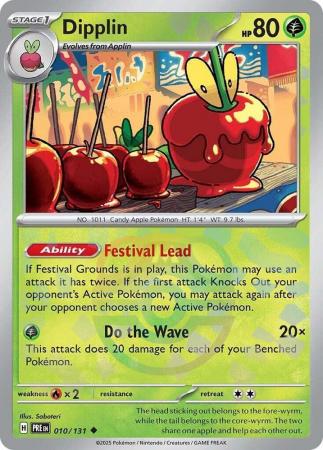 STAGE 1
Dipplin
HP 80
Evolves from Applin
NO. 1011 Candy Apple Pokémon HT: 1'4" WT: 9.7 lbs.
Ability Festival Lead
If Festival Grounds is in play, this Pokémon may use an
attack it has twice. If the first attack Knocks Out your
opponent's Active Pokémon, you may attack again after
your opponent chooses a new Active Pokémon.
Do the Wave 20×
This attack does 20 damage for each of your Benched
Pokémon.
weakness ×2 resistance retreat
Illus. Saboteri
H PRE EN 010/131
The head sticking out belongs to the fore-wyrm,
while the tail belongs to the core-wyrm. The two
share one apple and help each other out.
©2025 Pokémon / Nintendo / Creatures / GAME FREAK